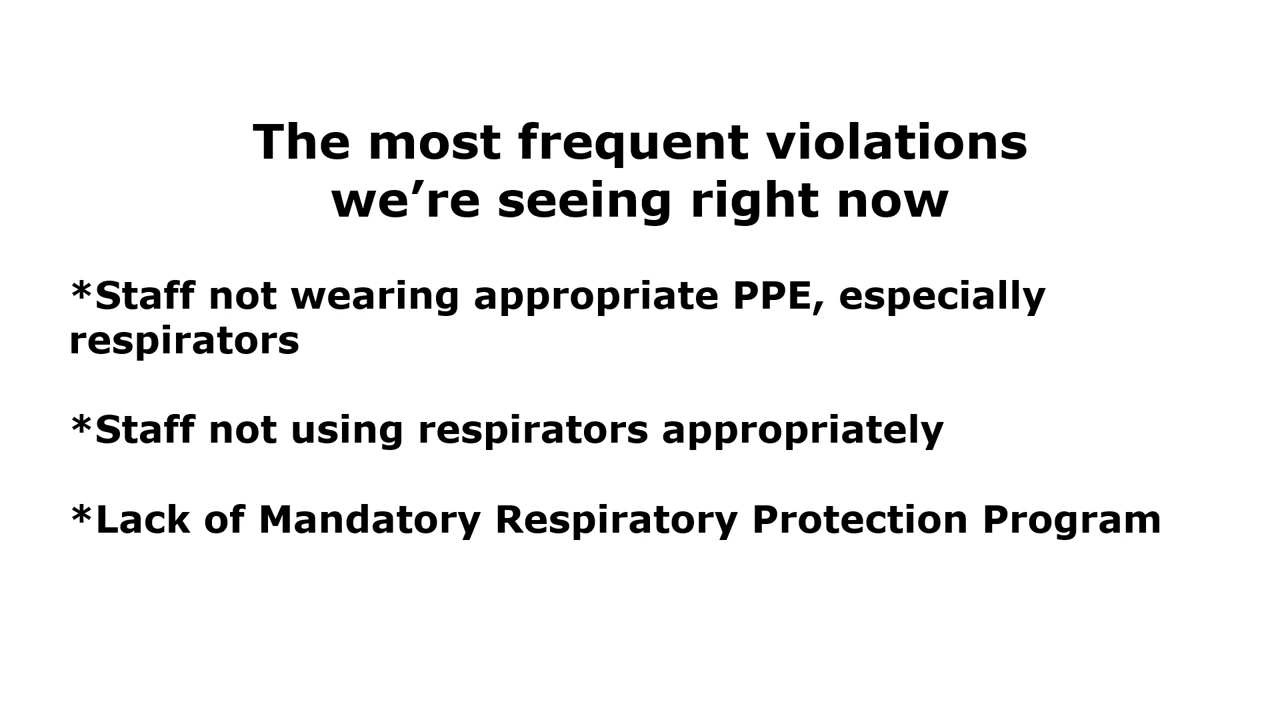 The most frequent violations
we’re seeing right now
*Staff not wearing appropriate PPE, especially
respirators
*Staff not using respirators appropriately
*Lack of Mandatory Respiratory Protection Program